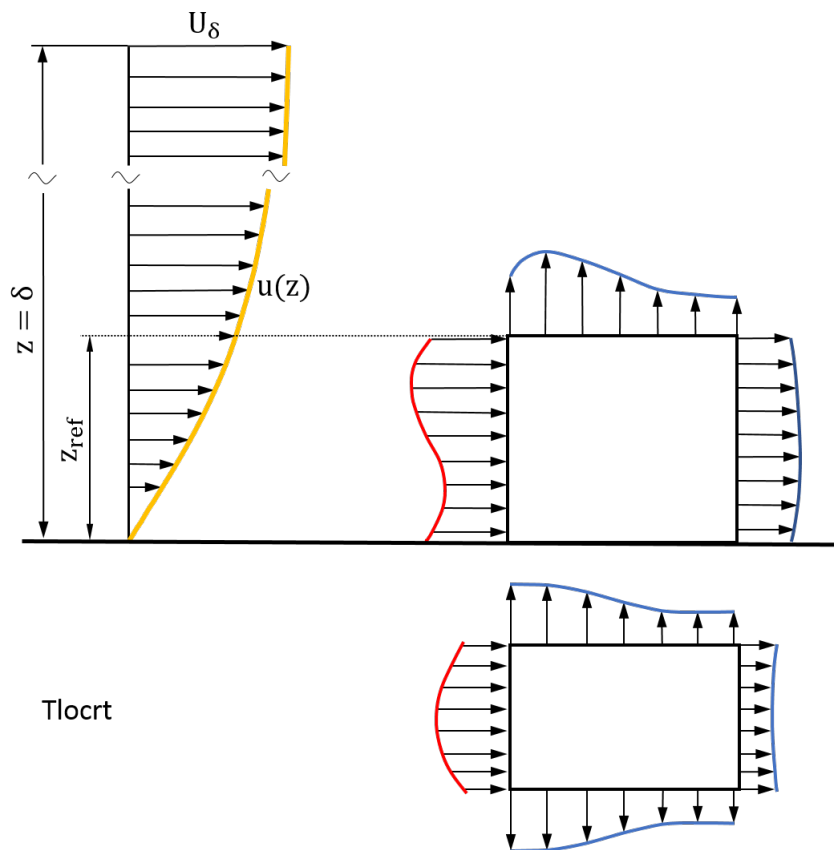 U_δ
u(z)
z = δ
z_ref
Tlocrt